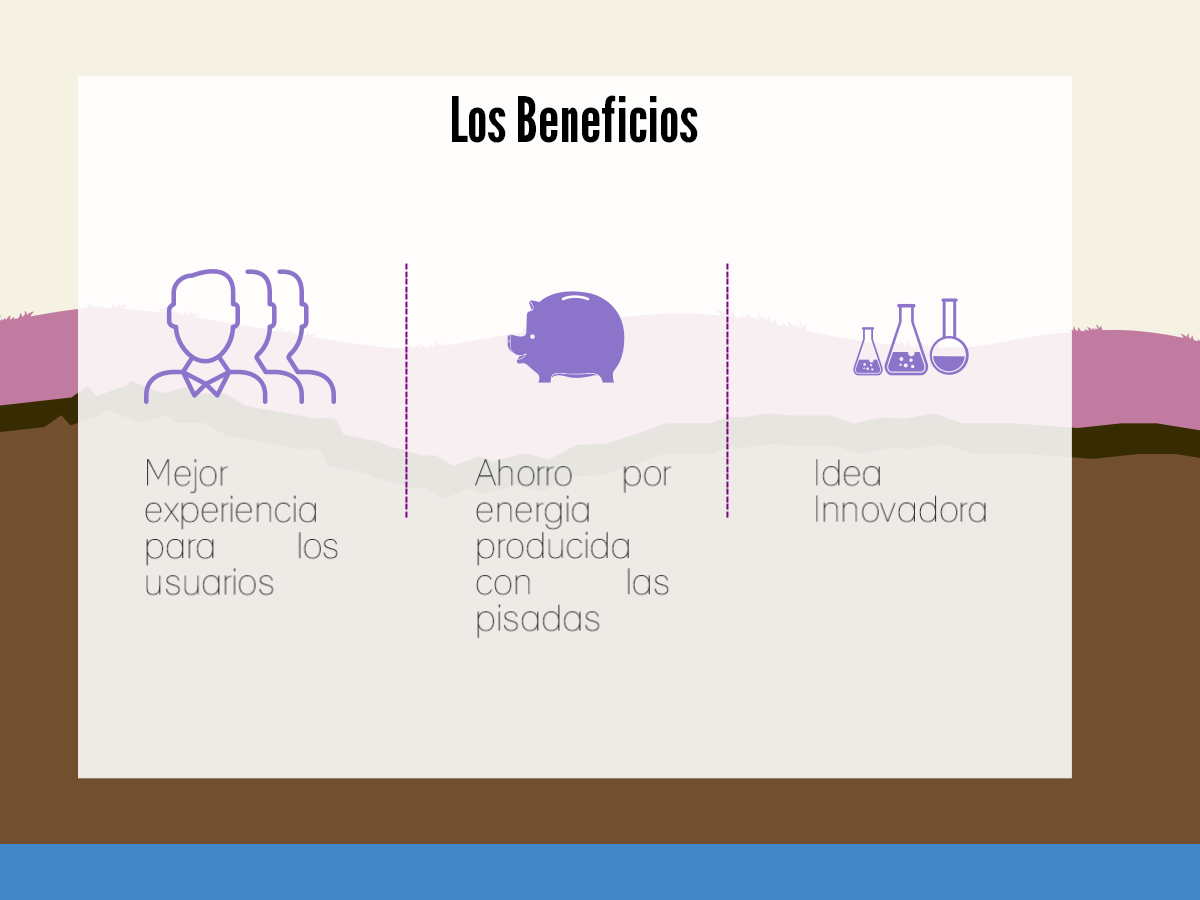 Los Beneficios
Mejor
experiencia
para los
usuarios
Ahorro por
energia
producida
con las
pisadas
Idea
Innovadora